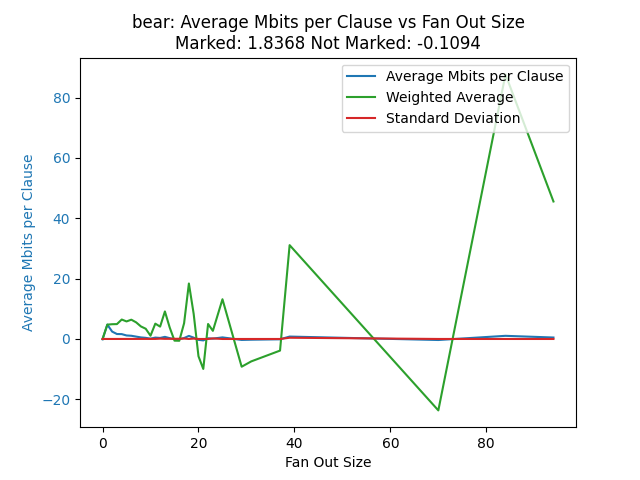 bear: Average Mbits per Clause vs Fan Out Size
Marked: 1.8368 Not Marked: -0.1094
Average Mbits per Clause
Weighted Average
Standard Deviation
Average Mbits per Clause
80
60
40
20
0
−20
0 20 40 60 80
Fan Out Size